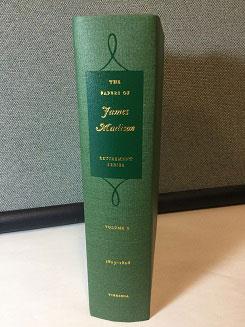 THE
PAPERS OF
James
Madison
RETIREMENT
SERIES
VOLUME
VIRGINIA